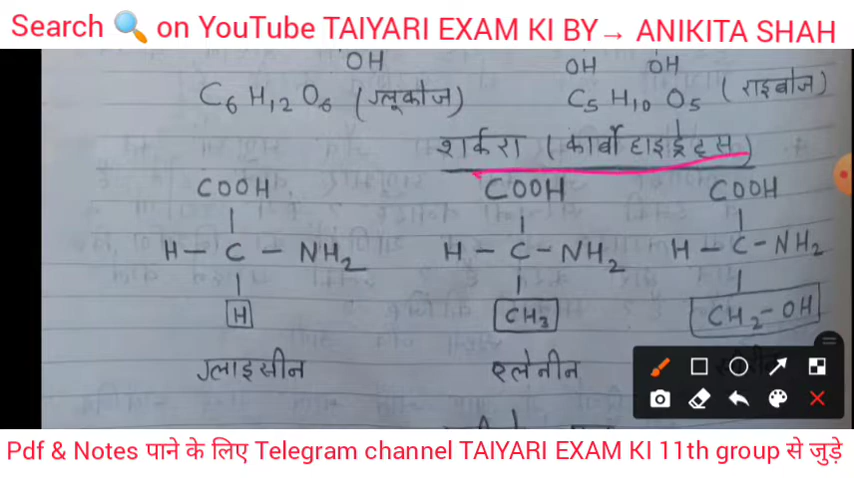 Search 🔍 on YouTube TAIYARI EXAM KI BY→ ANIKITA SHAH
OH OH OH
C6 H12 O6 (ग्लूकोज) C5 H10 O5 (राइबोज)
शर्करा (कार्बोहाइड्रेट्स)
COOH COOH COOH
H - C - NH2 H - C - NH2 H - C - NH2
H CH3 CH2-OH
ग्लाइसीन एलेनीन
Pdf & Notes पाने के लिए Telegram channel TAIYARI EXAM KI 11th group से जुड़े